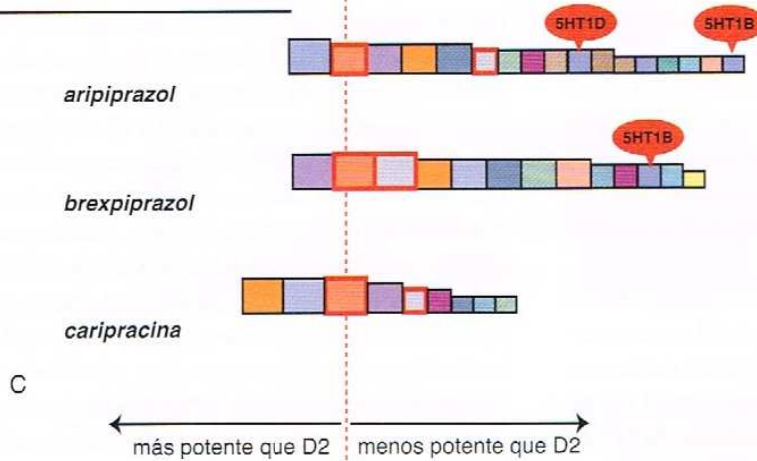 5HT1D 5HT1B
aripiprazol
5HT1B
brexpiprazol
cariprazina
C
más potente que D2 menos potente que D2